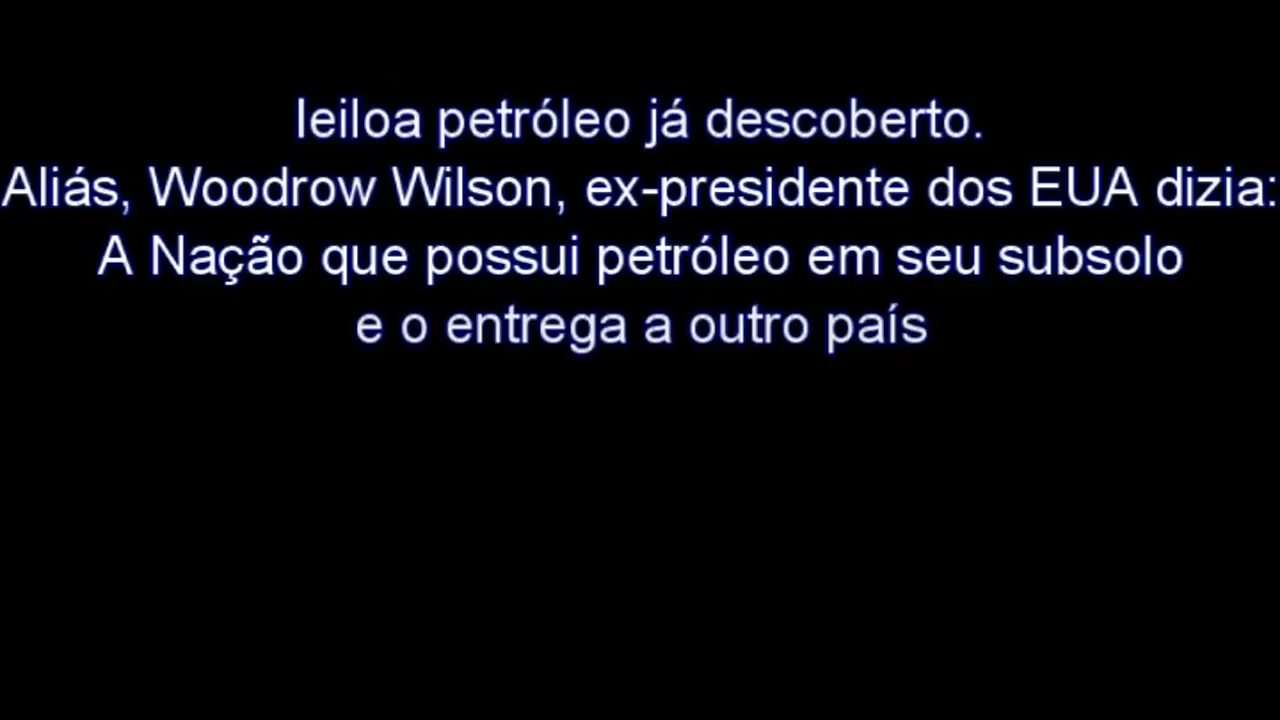 leiloa petróleo já descoberto.
Aliás, Woodrow Wilson, ex-presidente dos EUA dizia:
A Nação que possui petróleo em seu subsolo
e o entrega a outro país